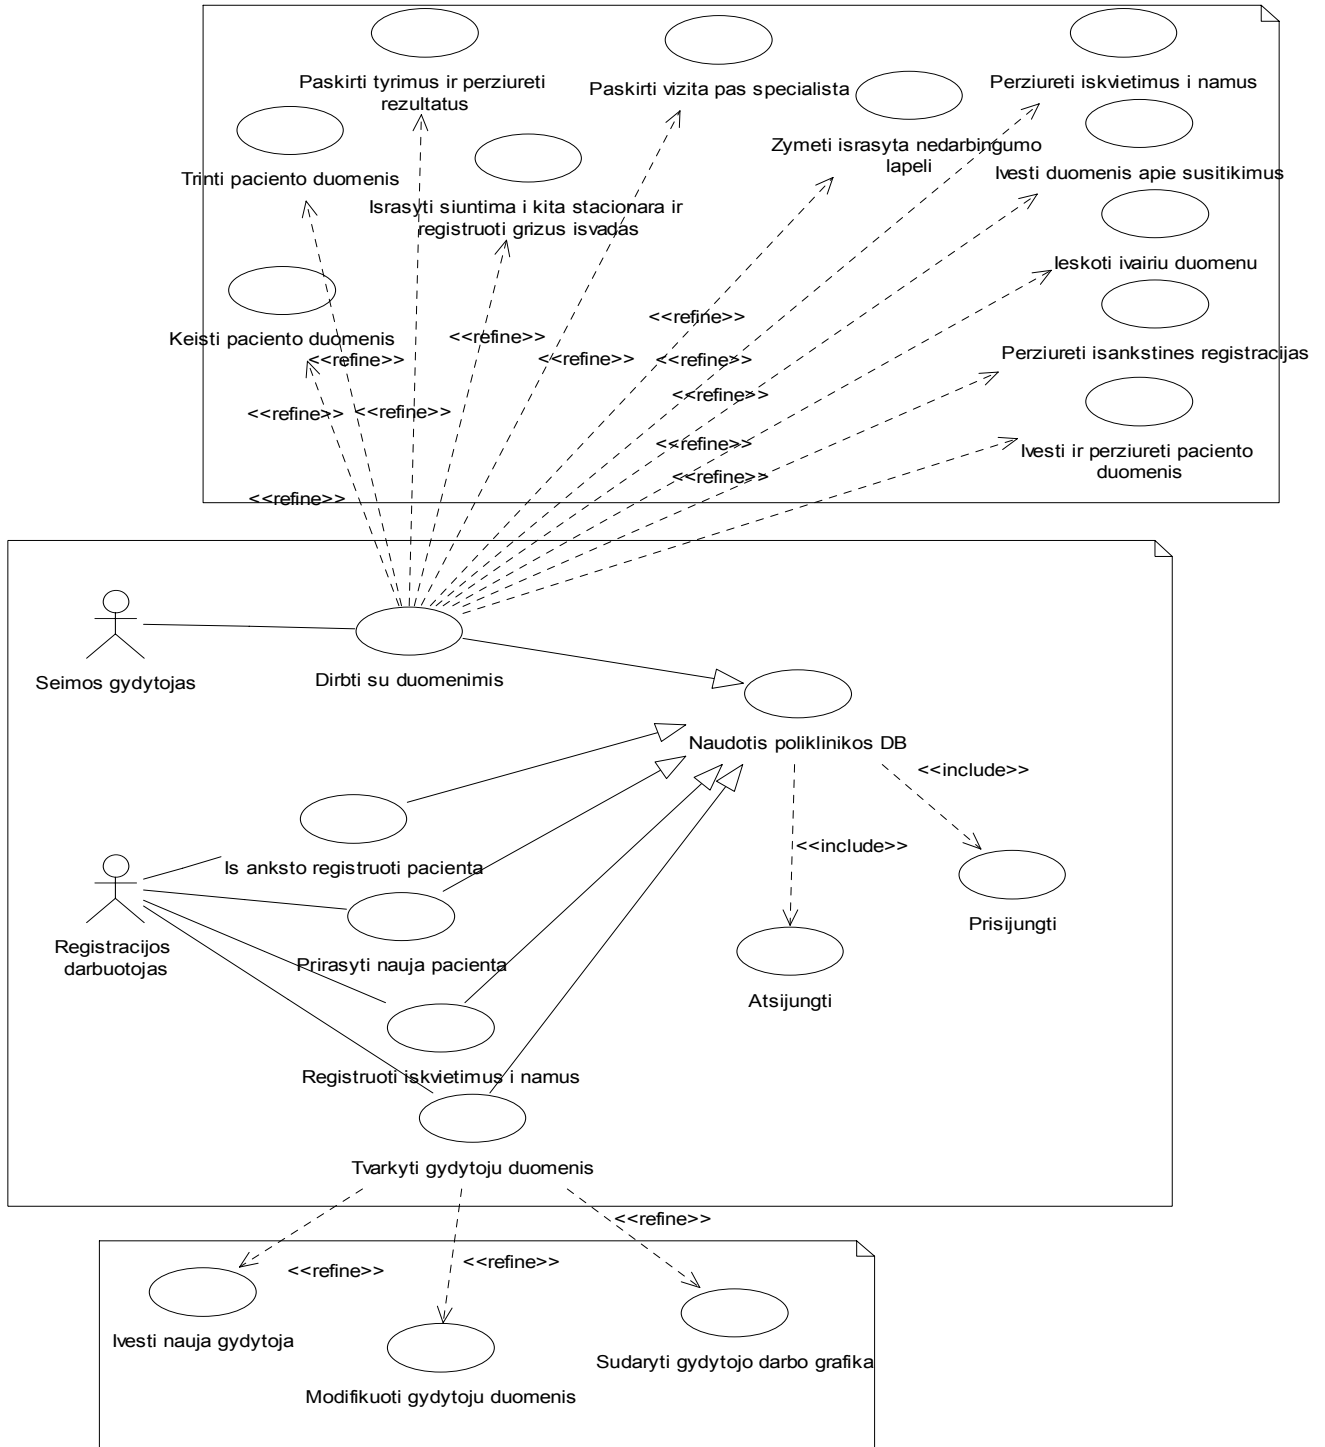 Paskirti tyrimus ir perziureti
rezultatus
Paskirti vizita pas specialista
Perziureti iskvietimus i namus
Zymeti israsyta nedarbingumo
lapeli
Trinti paciento duomenis
Ivesti duomenis apie susitikimus
Israsyti siuntima i kita stacionara ir
registruoti grizus isvadas
Ieskoti ivairiu duomenu
Keisti paciento duomenis
Perziureti isankstines registracijas
<<refine>>
<<refine>>
<<refine>>
<<refine>>
<<refine>>
<<refine>>
<<refine>>
<<refine>>
<<refine>>
<<refine>>
<<refine>>
Ivesti ir perziureti paciento
duomenis
Seimos gydytojas
Dirbti su duomenimis
Naudotis poliklinikos DB
<<include>>
<<include>>
Is anksto registruoti pacienta
Prisijungti
Registracijos
darbuotojas
Prirasyti nauja pacienta
Atsijungti
Registruoti iskvietimus i namus
Tvarkyti gydytoju duomenis
<<refine>>
<<refine>>
<<refine>>
Ivesti nauja gydytoja
Sudaryti gydytojo darbo grafika
Modifikuoti gydytoju duomenis